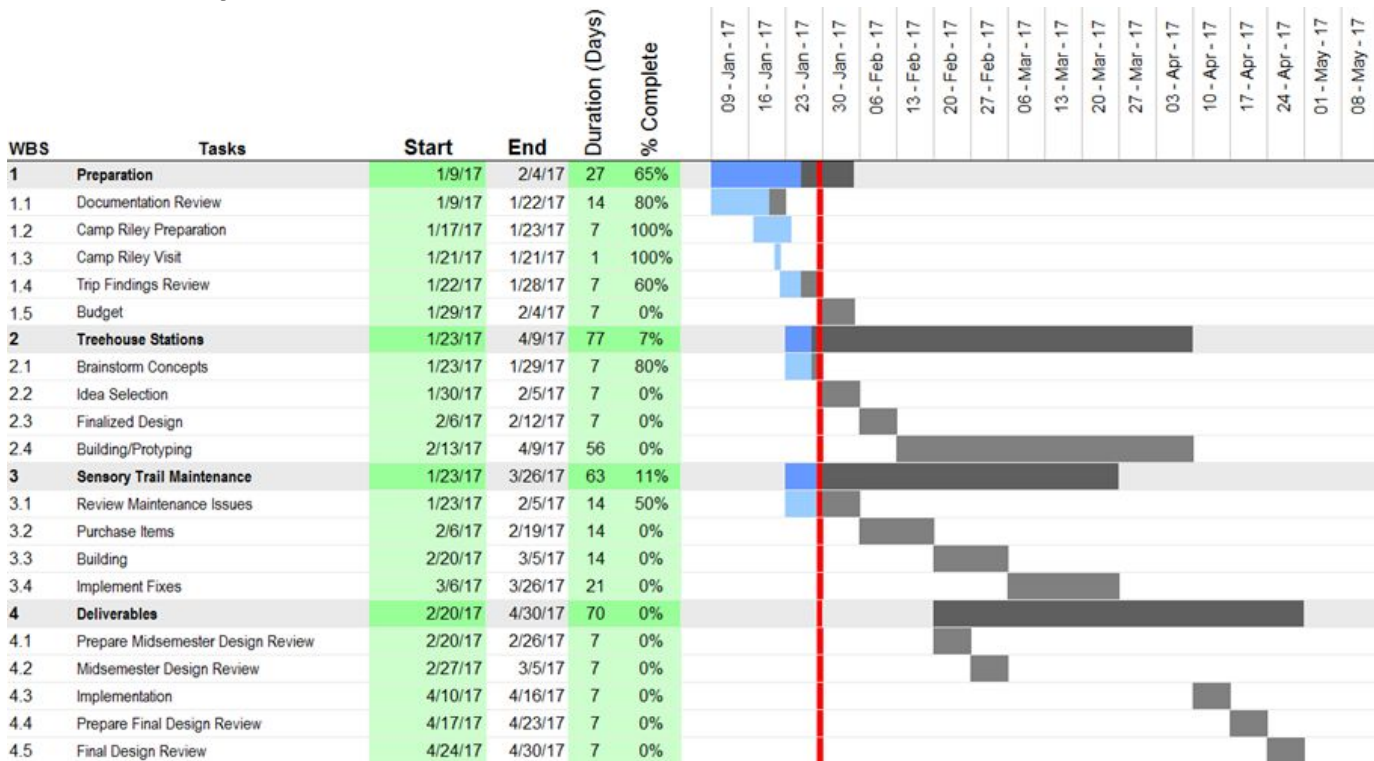 WBS Tasks Start End Duration (Days) % Complete 09 - Jan - 17 16 - Jan - 17 23 - Jan - 17 30 - Jan - 17 06 - Feb - 17 13 - Feb - 17 20 - Feb - 17 27 - Feb - 17 06 - Mar - 17 13 - Mar - 17 20 - Mar - 17 27 - Mar - 17 03 - Apr - 17 10 - Apr - 17 17 - Apr - 17 24 - Apr - 17 01 - May - 17 08 - May - 17
1 Preparation 1/9/17 2/4/17 27 65%
1.1 Documentation Review 1/9/17 1/22/17 14 80%
1.2 Camp Riley Preparation 1/17/17 1/23/17 7 100%
1.3 Camp Riley Visit 1/21/17 1/21/17 1 100%
1.4 Trip Findings Review 1/22/17 1/28/17 7 60%
1.5 Budget 1/29/17 2/4/17 7 0%
2 Treehouse Stations 1/23/17 4/9/17 77 7%
2.1 Brainstorm Concepts 1/23/17 1/29/17 7 80%
2.2 Idea Selection 1/30/17 2/5/17 7 0%
2.3 Finalized Design 2/6/17 2/12/17 7 0%
2.4 Building/Protyping 2/13/17 4/9/17 56 0%
3 Sensory Trail Maintenance 1/23/17 3/26/17 63 11%
3.1 Review Maintenance Issues 1/23/17 2/5/17 14 50%
3.2 Purchase Items 2/6/17 2/19/17 14 0%
3.3 Building 2/20/17 3/5/17 14 0%
3.4 Implement Fixes 3/6/17 3/26/17 21 0%
4 Deliverables 2/20/17 4/30/17 70 0%
4.1 Prepare Midsemester Design Review 2/20/17 2/26/17 7 0%
4.2 Midsemester Design Review 2/27/17 3/5/17 7 0%
4.3 Implementation 4/10/17 4/16/17 7 0%
4.4 Prepare Final Design Review 4/17/17 4/23/17 7 0%
4.5 Final Design Review 4/24/17 4/30/17 7 0%